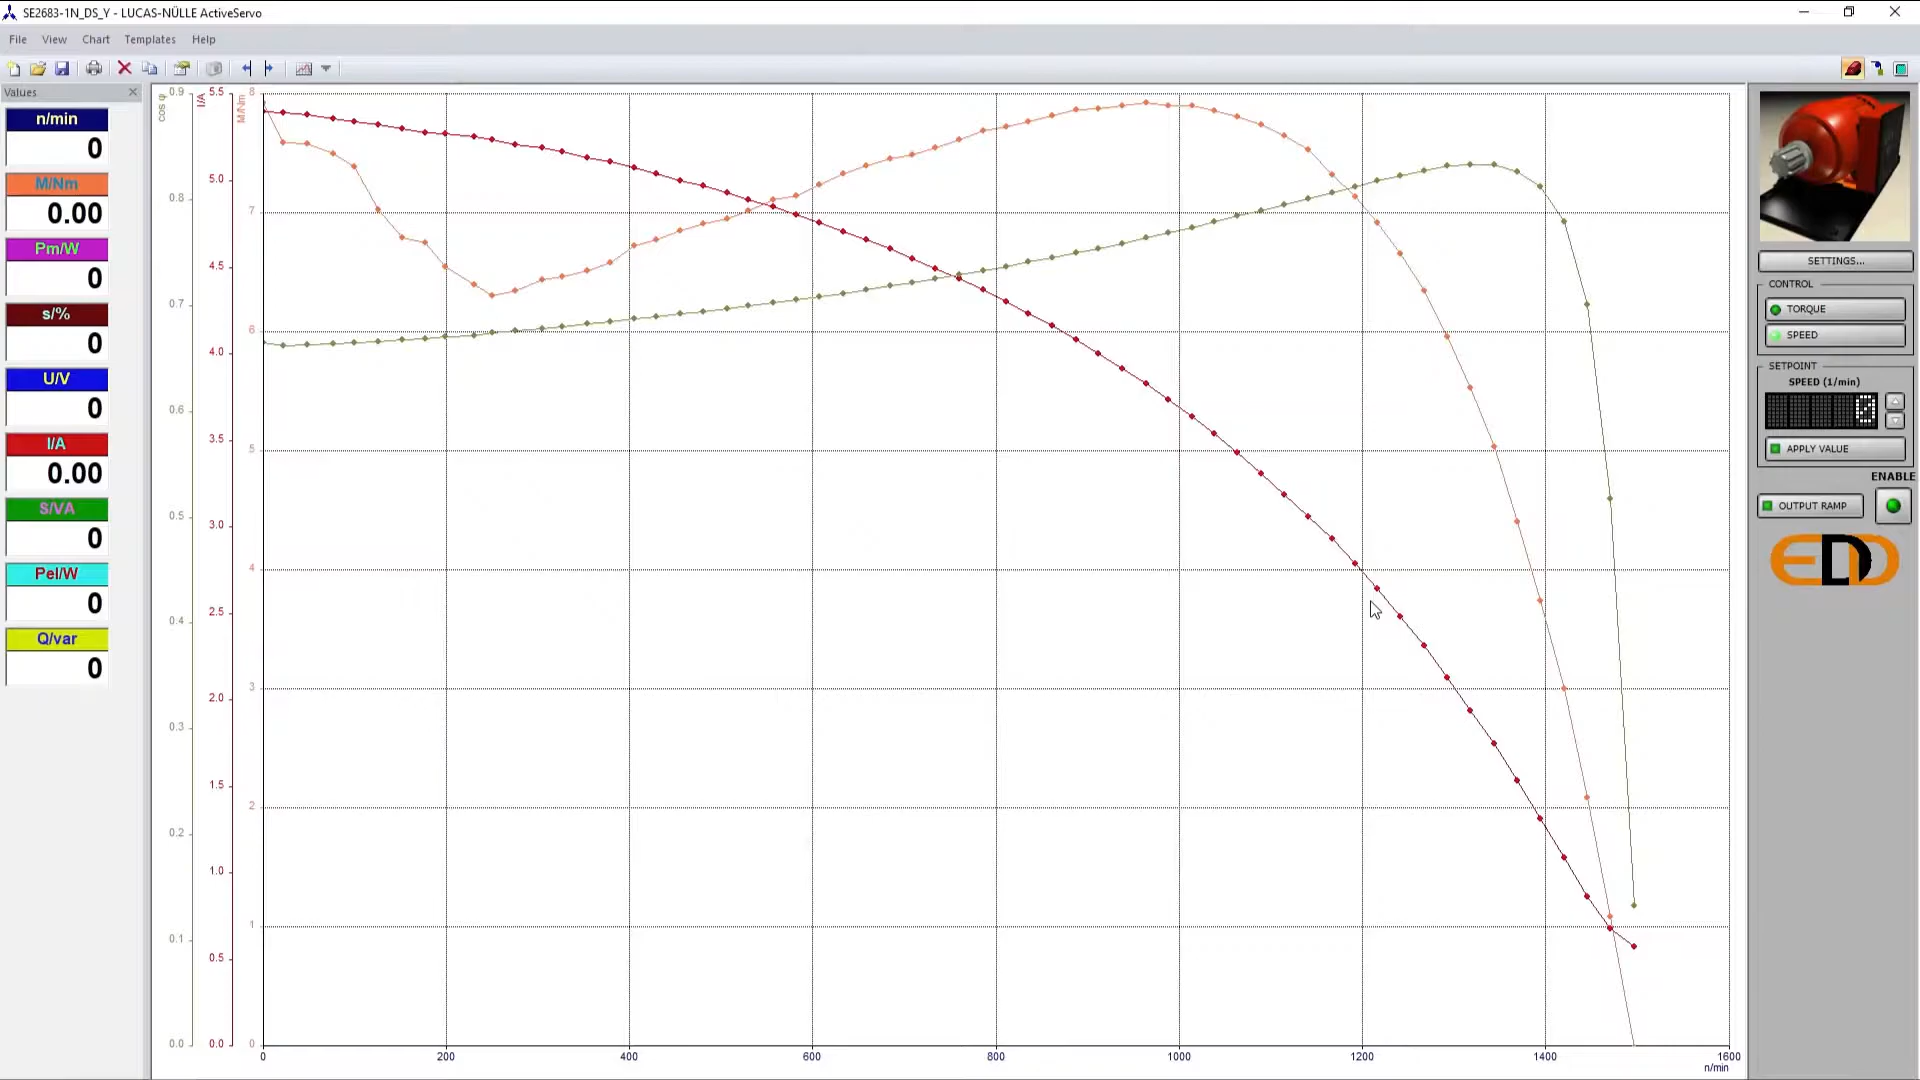 SE2683-1N_DS_Y - LUCAS-NÜLLE ActiveServo
File View Chart Templates Help
Values
n/min
0
M/Nm
0.00
Pm/W
0
s/%
0
U/V
0
I/A
0.00
S/VA
0
Pel/W
0
Q/var
0
cos φ
0.9
0.8
0.7
0.6
0.5
0.4
0.3
0.2
0.1
0.0
I/A
5.5
5.0
4.5
4.0
3.5
3.0
2.5
2.0
1.5
1.0
0.5
0.0
M/Nm
8
7
6
5
4
3
2
1
0
0 200 400 600 800 1000 1200 1400 1600
n/min
SETTINGS...
CONTROL
TORQUE
SPEED
SETPOINT
SPEED (1/min)
0
APPLY VALUE
ENABLE
OUTPUT RAMP
EDD